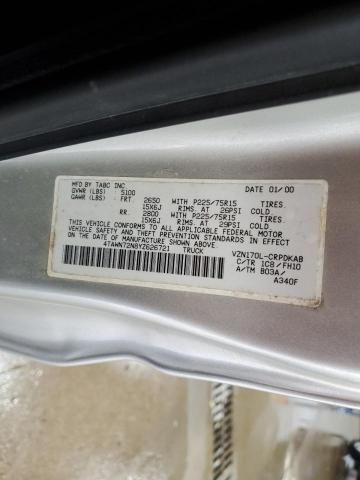 MFD BY TABC INC DATE 01/00
GVWR (LBS) 5100
GAWR (LBS) FRT. 2650 WITH P225/75R15 TIRES
15X6J RIMS. AT 26PSI COLD
RR. 2800 WITH P225/75R15 TIRES
15X6J RIMS. AT 29PSI COLD
THIS VEHICLE CONFORMS TO ALL APPLICABLE FEDERAL MOTOR
VEHICLE SAFETY AND THEFT PREVENTION STANDARDS IN EFFECT ON
THE DATE OF MANUFACTURE SHOWN ABOVE.
4TAWN72N8YZ626721 TRUCK
VZN170L-CRPDKAB
C/TR 1C8/FH10
A/TM B03A/
A340F